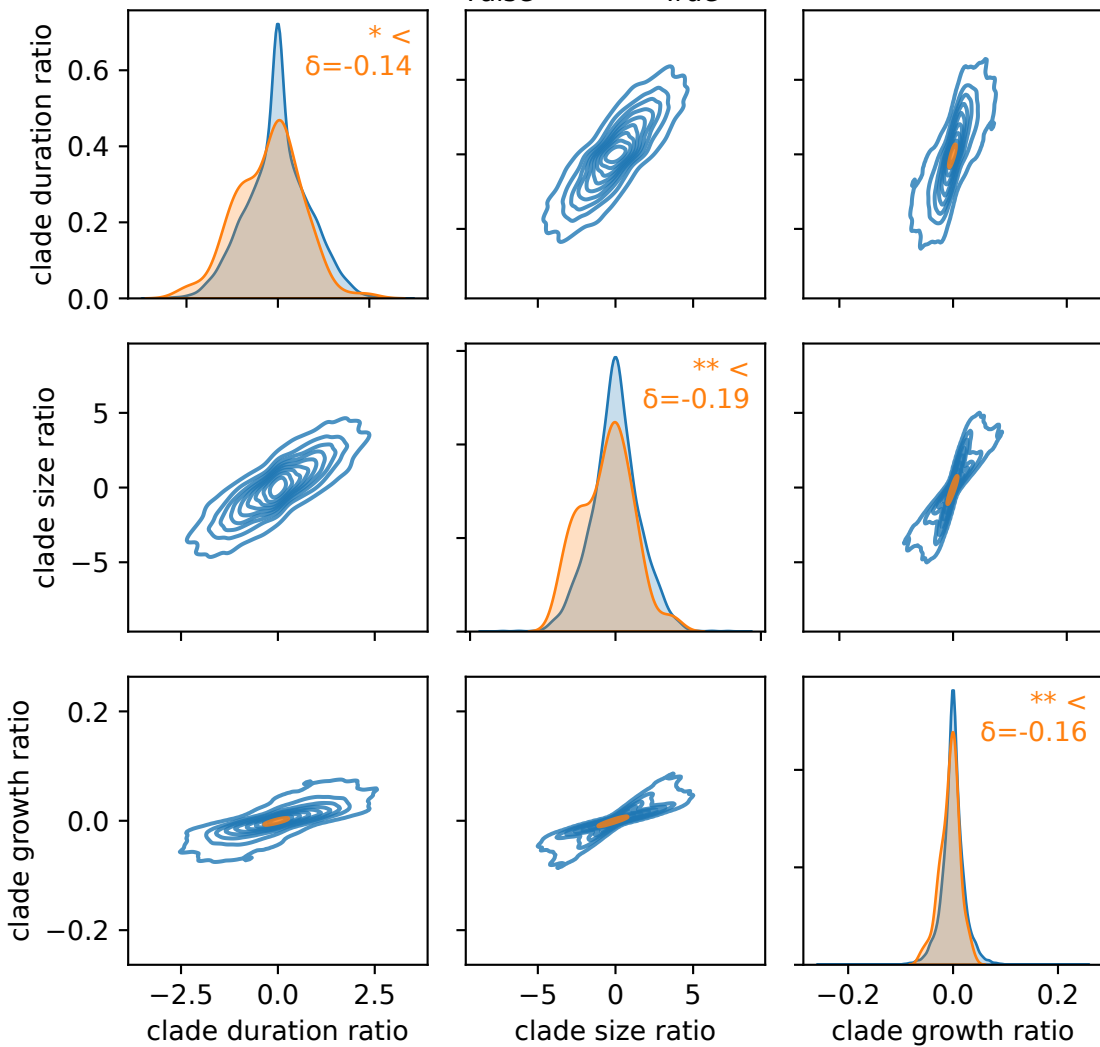 * <
δ=-0.14
clade duration ratio
0.6
0.4
0.2
0.0
** <
δ=-0.19
clade size ratio
5
0
−5
** <
δ=-0.16
clade growth ratio
0.2
0.0
−0.2
−2.5 0.0 2.5
−5 0 5
−0.2 0.0 0.2
clade duration ratio
clade size ratio
clade growth ratio